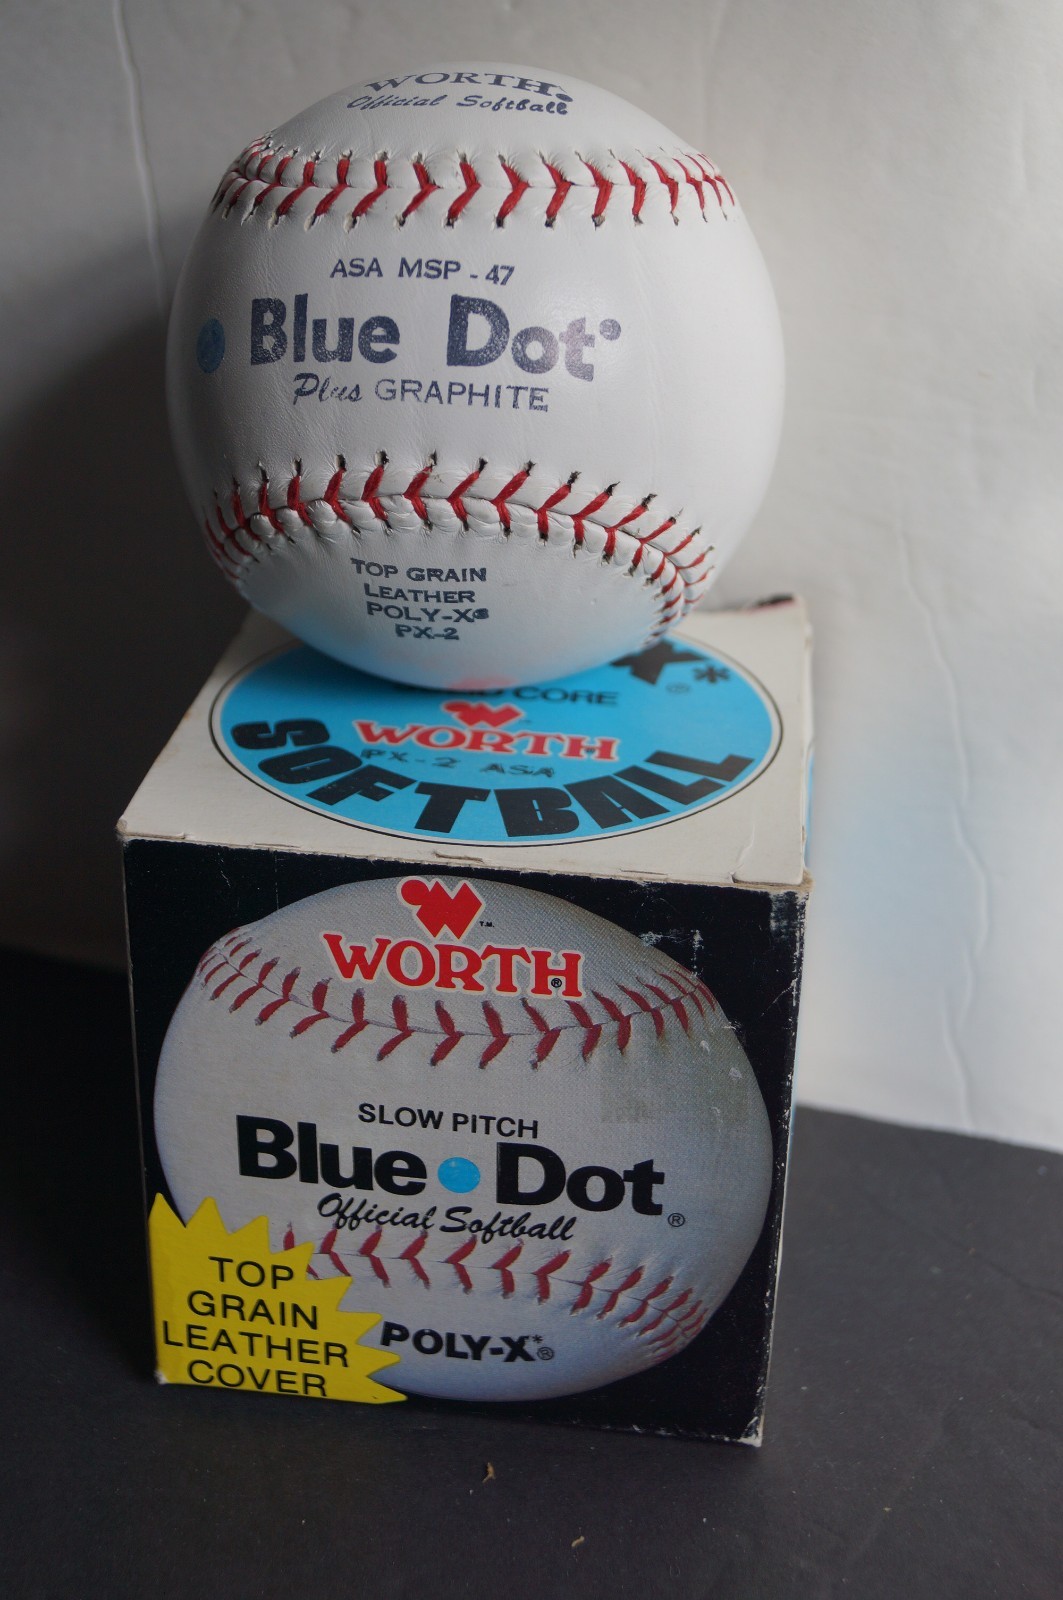 WORTH
Official Softball
ASA MSP - 47
Blue Dot
Plus GRAPHITE
TOP GRAIN
LEATHER
POLY-X®
PX-2
X®*
CORE
WORTH
PX-2 ASA
SOFTBALL
WORTH®
SLOW PITCH
Blue Dot®
Official Softball
POLY-X*®
TOP
GRAIN
LEATHER
COVER